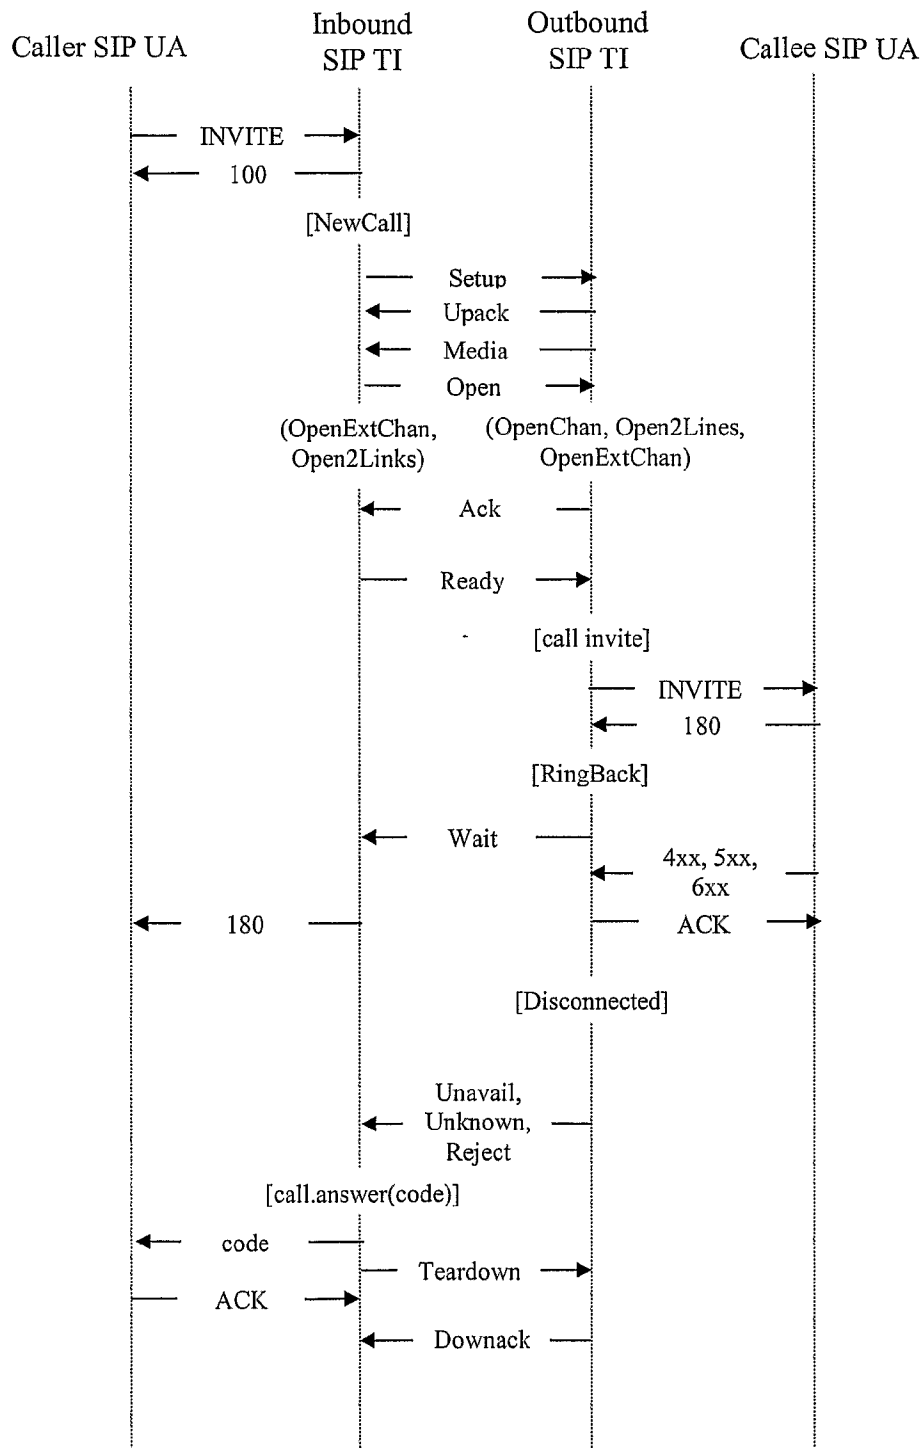 Caller SIP UA
Inbound
SIP TI
Outbound
SIP TI
Callee SIP UA
INVITE
100
[NewCall]
Setup
Upack
Media
Open
(OpenExtChan,
Open2Links)
(OpenChan, Open2Lines,
OpenExtChan)
Ack
Ready
[call invite]
INVITE
180
[RingBack]
Wait
4xx, 5xx,
6xx
180
ACK
[Disconnected]
Unavail,
Unknown,
Reject
[call.answer(code)]
code
Teardown
ACK
Downack